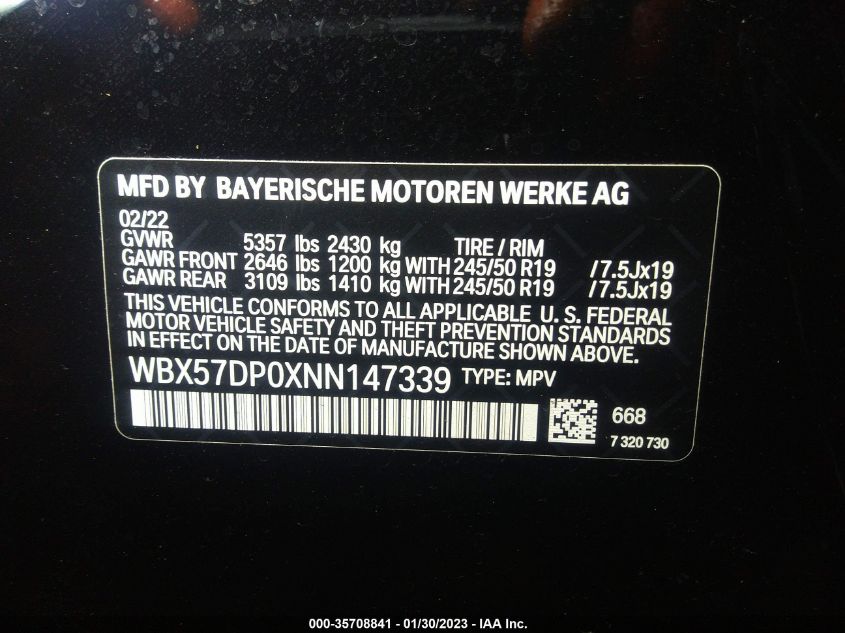 MFD BY BAYERISCHE MOTOREN WERKE AG
02/22
GVWR 5357 lbs 2430 kg TIRE / RIM
GAWR FRONT 2646 lbs 1200 kg WITH 245/50 R19 /7.5Jx19
GAWR REAR 3109 lbs 1410 kg WITH 245/50 R19 /7.5Jx19
THIS VEHICLE CONFORMS TO ALL APPLICABLE U. S. FEDERAL
MOTOR VEHICLE SAFETY AND THEFT PREVENTION STANDARDS
IN EFFECT ON THE DATE OF MANUFACTURE SHOWN ABOVE.
WBX57DP0XNN147339 TYPE: MPV
668
7 320 730
000-35708841 - 01/30/2023 - IAA Inc.